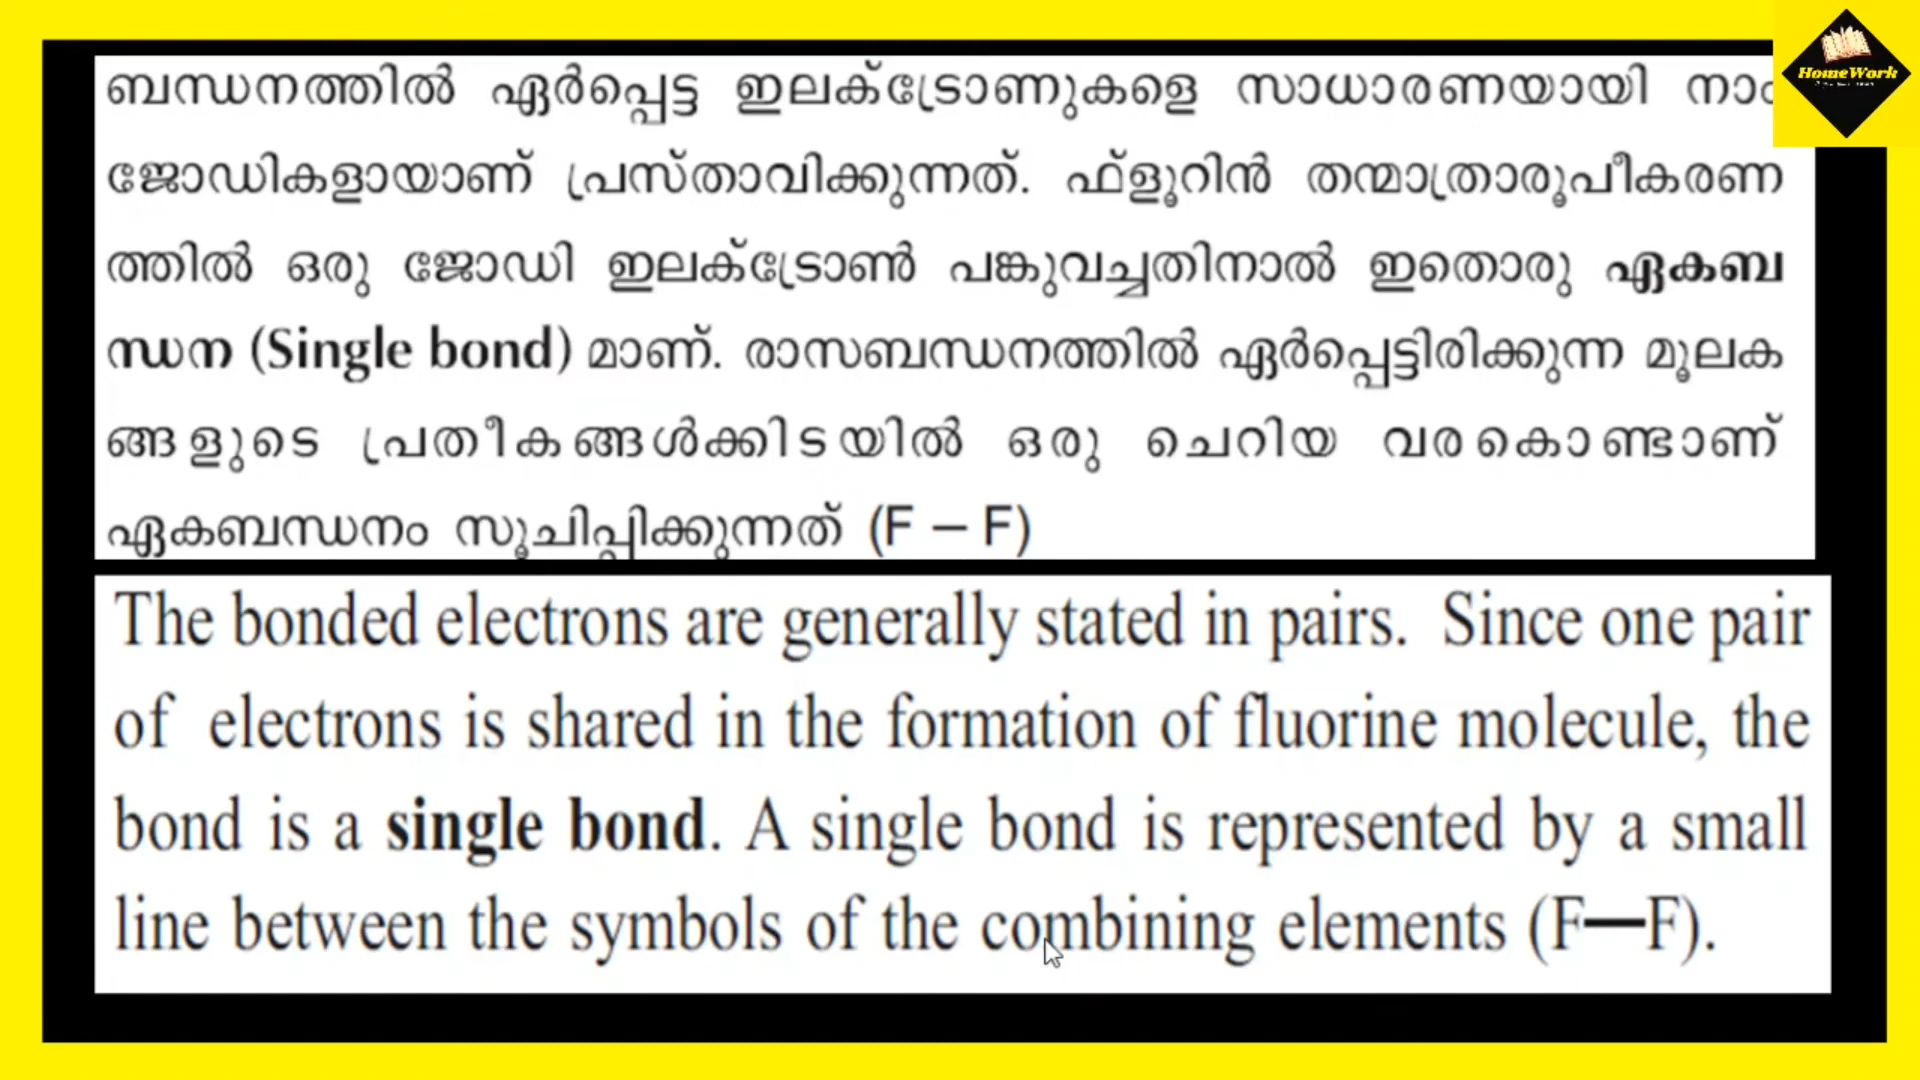 ബന്ധനത്തിൽ ഏർപ്പെട്ട ഇലക്ട്രോണുകളെ സാധാരണയായി നാം
HomeWork
ജോഡികളായാണ് പ്രസ്താവിക്കുന്നത്. ഫ്ളൂറിൻ തന്മാത്രാരൂപീകരണ
ത്തിൽ ഒരു ജോഡി ഇലക്ട്രോൺ പങ്കുവച്ചതിനാൽ ഇതൊരു ഏകബ
ന്ധന (Single bond) മാണ്. രാസബന്ധനത്തിൽ ഏർപ്പെട്ടിരിക്കുന്ന മൂലക
ങ്ങളുടെ പ്രതീകങ്ങൾക്കിടയിൽ ഒരു ചെറിയ വരകൊണ്ടാണ്
ഏകബന്ധനം സൂചിപ്പിക്കുന്നത് (F – F)
The bonded electrons are generally stated in pairs. Since one pair
of electrons is shared in the formation of fluorine molecule, the
bond is a single bond. A single bond is represented by a small
line between the symbols of the combining elements (F—F).